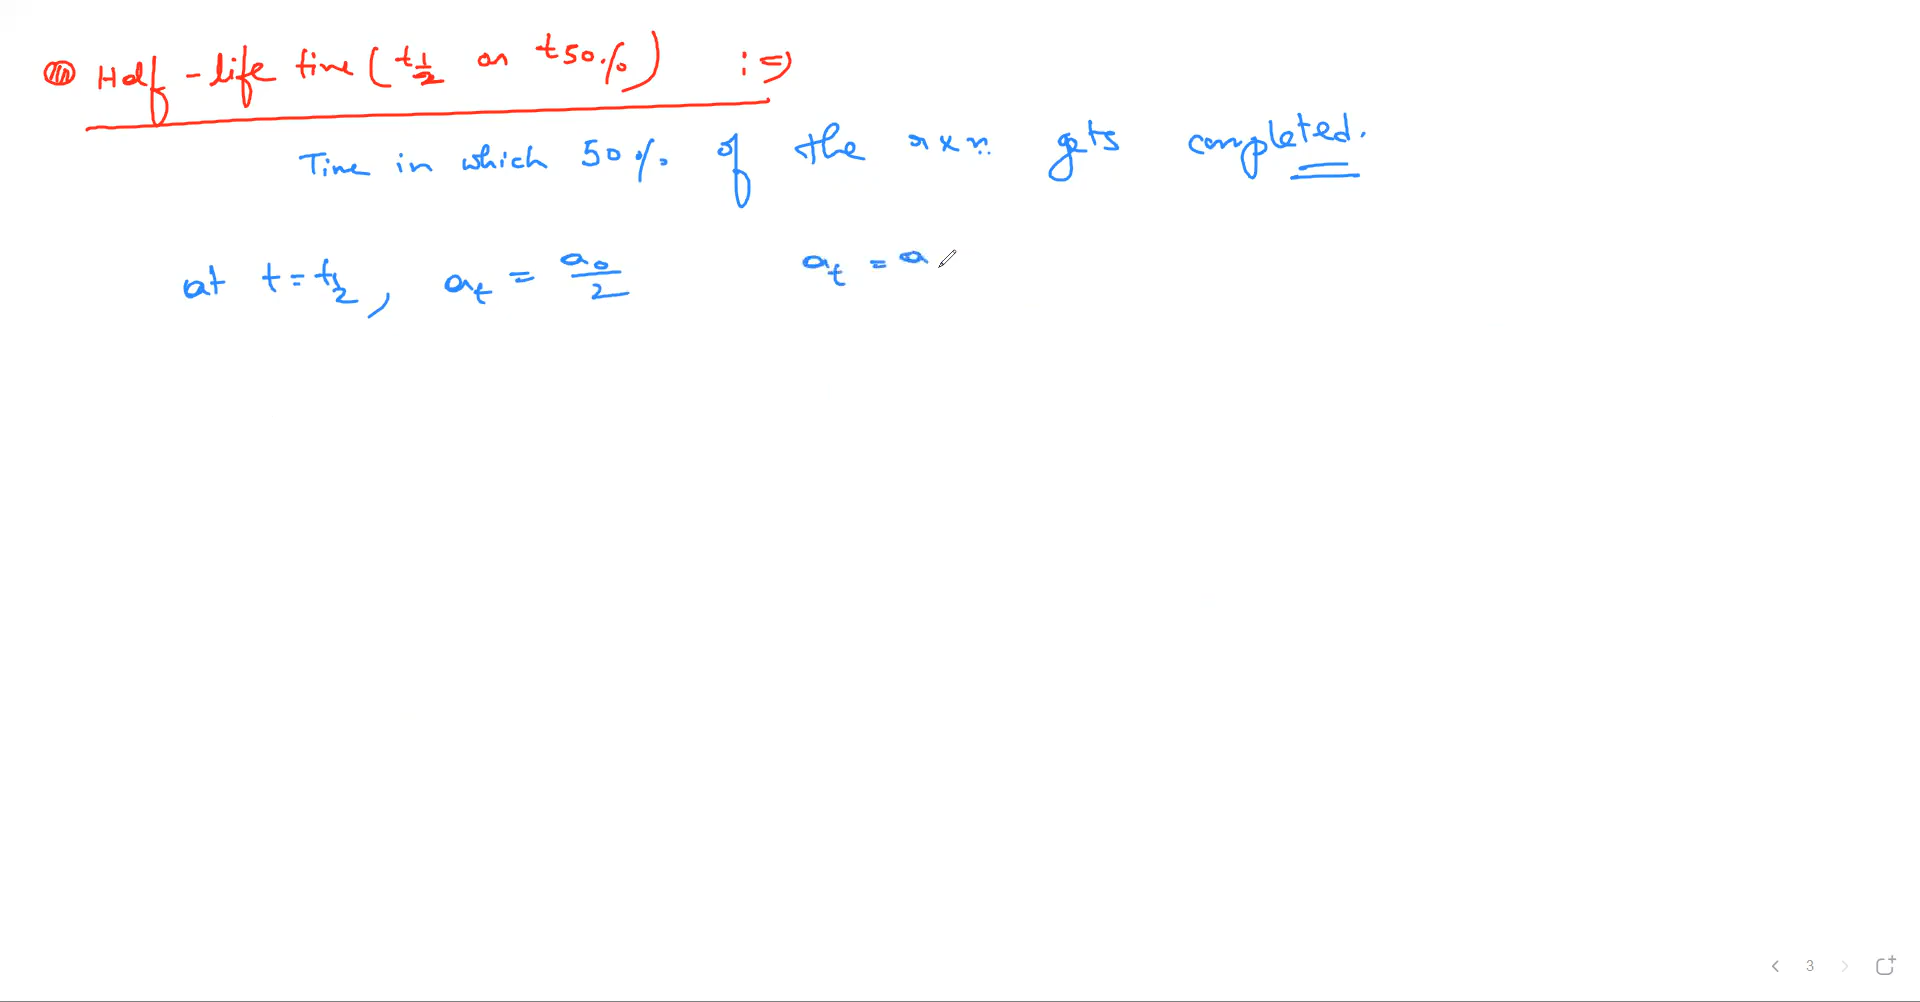 Half-life time (t1/2 or t50%) :⇒
Time in which 50% of the rxn. gets completed.
at t = t1/2, at = a0/2 at = a
3